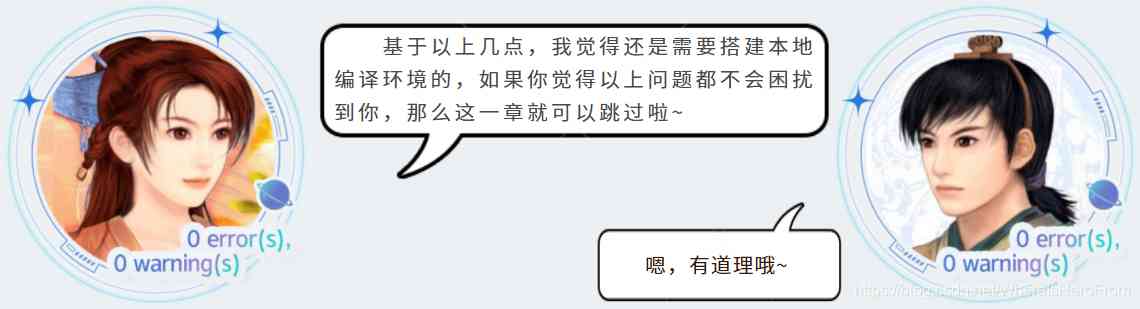 基于以上几点，我觉得还是需要搭建本地
编译环境的，如果你觉得以上问题都不会困扰
到你，那么这一章就可以跳过啦~
嗯，有道理哦~
0 error(s),
0 warning(s)
0 error(s),
0 warning(s)
https://blog.csdn.net/WhereIsHeroFrom